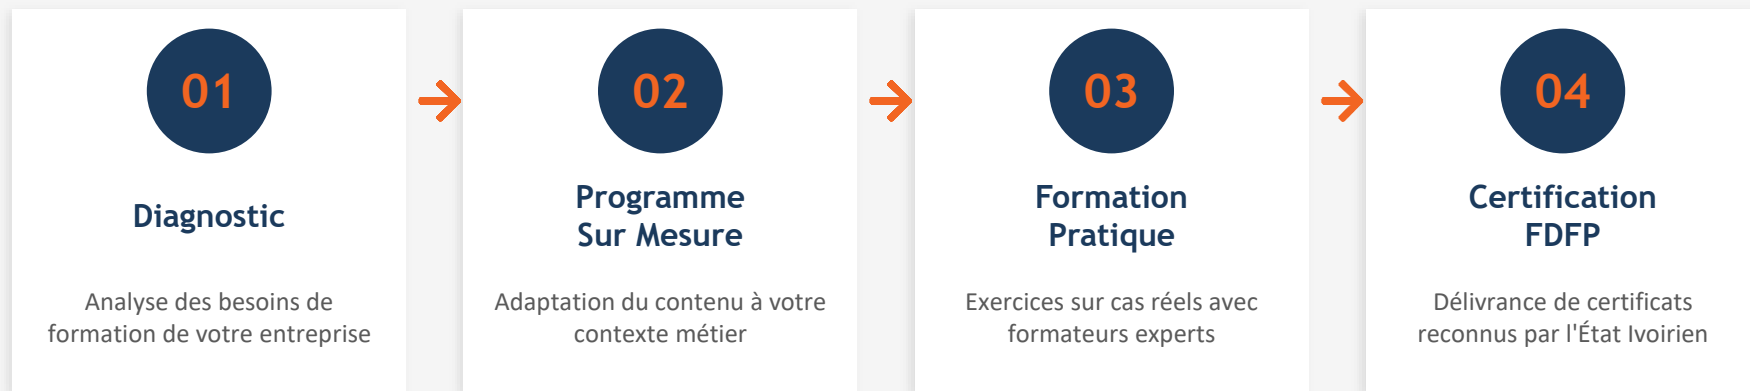 01
Diagnostic
Analyse des besoins de
formation de votre entreprise
02
Programme
Sur Mesure
Adaptation du contenu à votre
contexte métier
03
Formation
Pratique
Exercices sur cas réels avec
formateurs experts
04
Certification
FDFP
Délivrance de certificats
reconnus par l'État Ivoirien